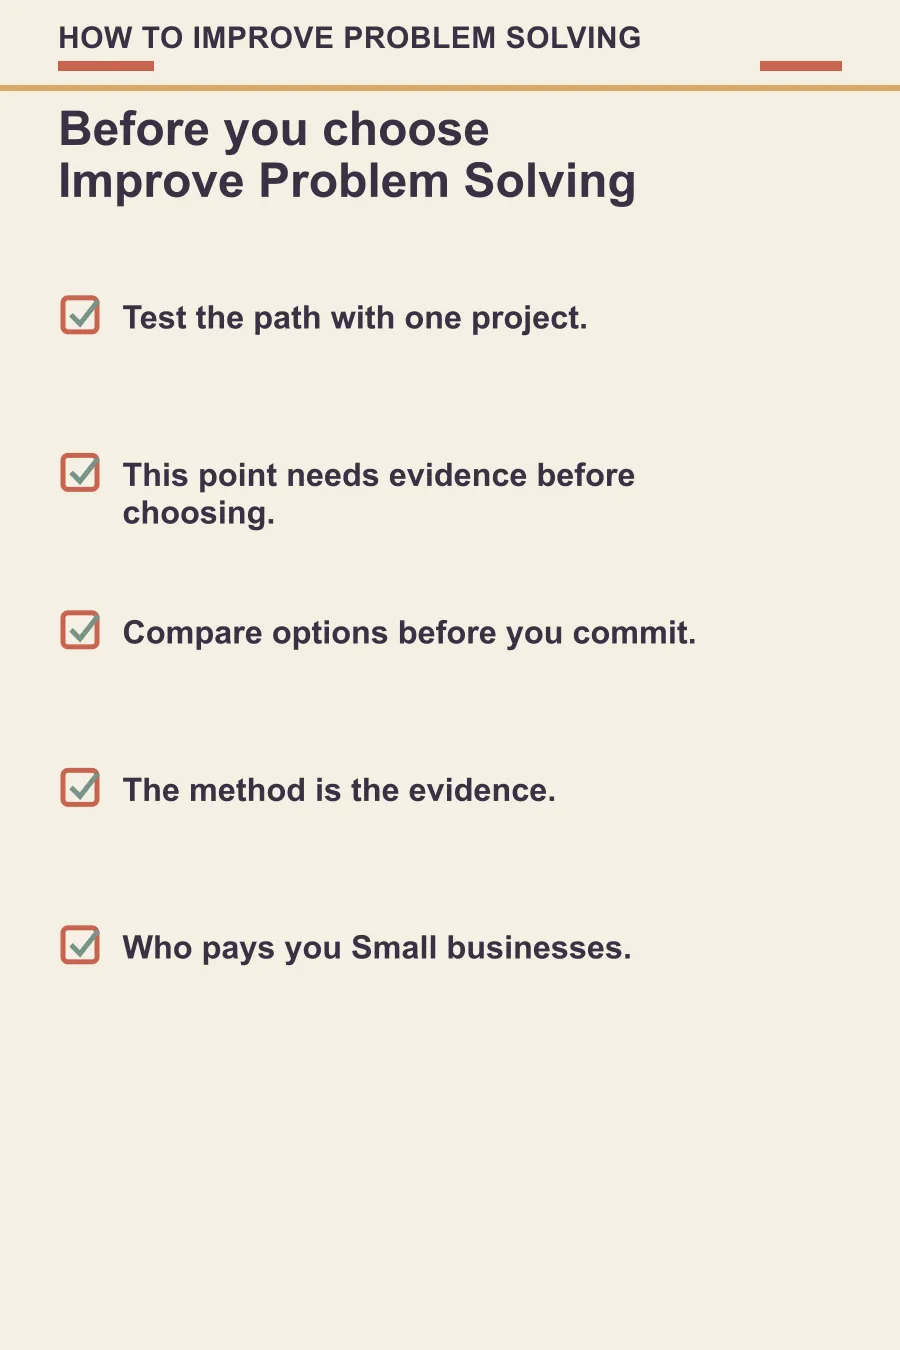 HOW TO IMPROVE PROBLEM SOLVING
Before you choose
Improve Problem Solving
Test the path with one project.
This point needs evidence before
choosing.
Compare options before you commit.
The method is the evidence.
Who pays you Small businesses.